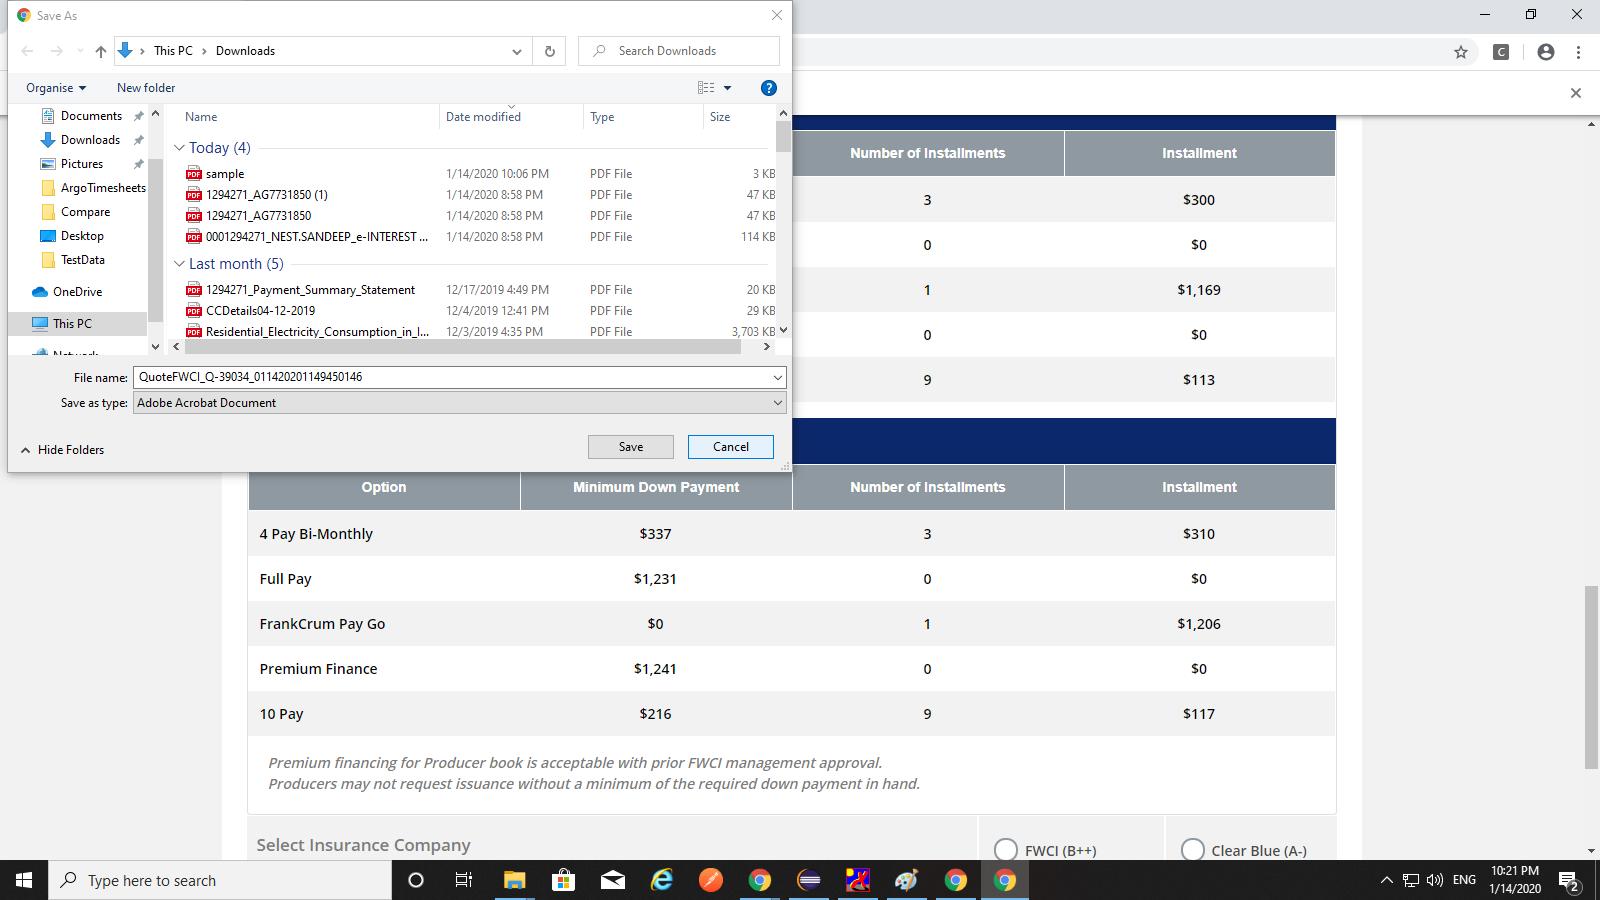 Save As
This PC > Downloads
Search Downloads
C
Organise
New folder
?
Documents
Downloads
Pictures
ArgoTimesheets
Compare
Desktop
TestData
OneDrive
This PC
Network
Name Date modified Type Size
Today (4)
PDF sample 1/14/2020 10:06 PM PDF File 3 KB
PDF 1294271_AG7731850 (1) 1/14/2020 8:58 PM PDF File 47 KB
PDF 1294271_AG7731850 1/14/2020 8:58 PM PDF File 47 KB
PDF 0001294271_NEST.SANDEEP_e-INTEREST ... 1/14/2020 8:58 PM PDF File 114 KB
Last month (5)
PDF 1294271_Payment_Summary_Statement 12/17/2019 4:49 PM PDF File 20 KB
PDF CCDetails04-12-2019 12/4/2019 12:41 PM PDF File 29 KB
PDF Residential_Electricity_Consumption_in_I... 12/3/2019 4:35 PM PDF File 3,703 KB
File name: QuoteFWCI_Q-39034_011420201149450146
Save as type: Adobe Acrobat Document
Hide Folders
Save
Cancel
Number of Installments Installment
3 $300
0 $0
1 $1,169
0 $0
9 $113
Option Minimum Down Payment Number of Installments Installment
4 Pay Bi-Monthly $337 3 $310
Full Pay $1,231 0 $0
FrankCrum Pay Go $0 1 $1,206
Premium Finance $1,241 0 $0
10 Pay $216 9 $117
Premium financing for Producer book is acceptable with prior FWCI management approval.
Producers may not request issuance without a minimum of the required down payment in hand.
Select Insurance Company
FWCI (B++)
Clear Blue (A-)
Type here to search
ENG
10:21 PM
1/14/2020
2